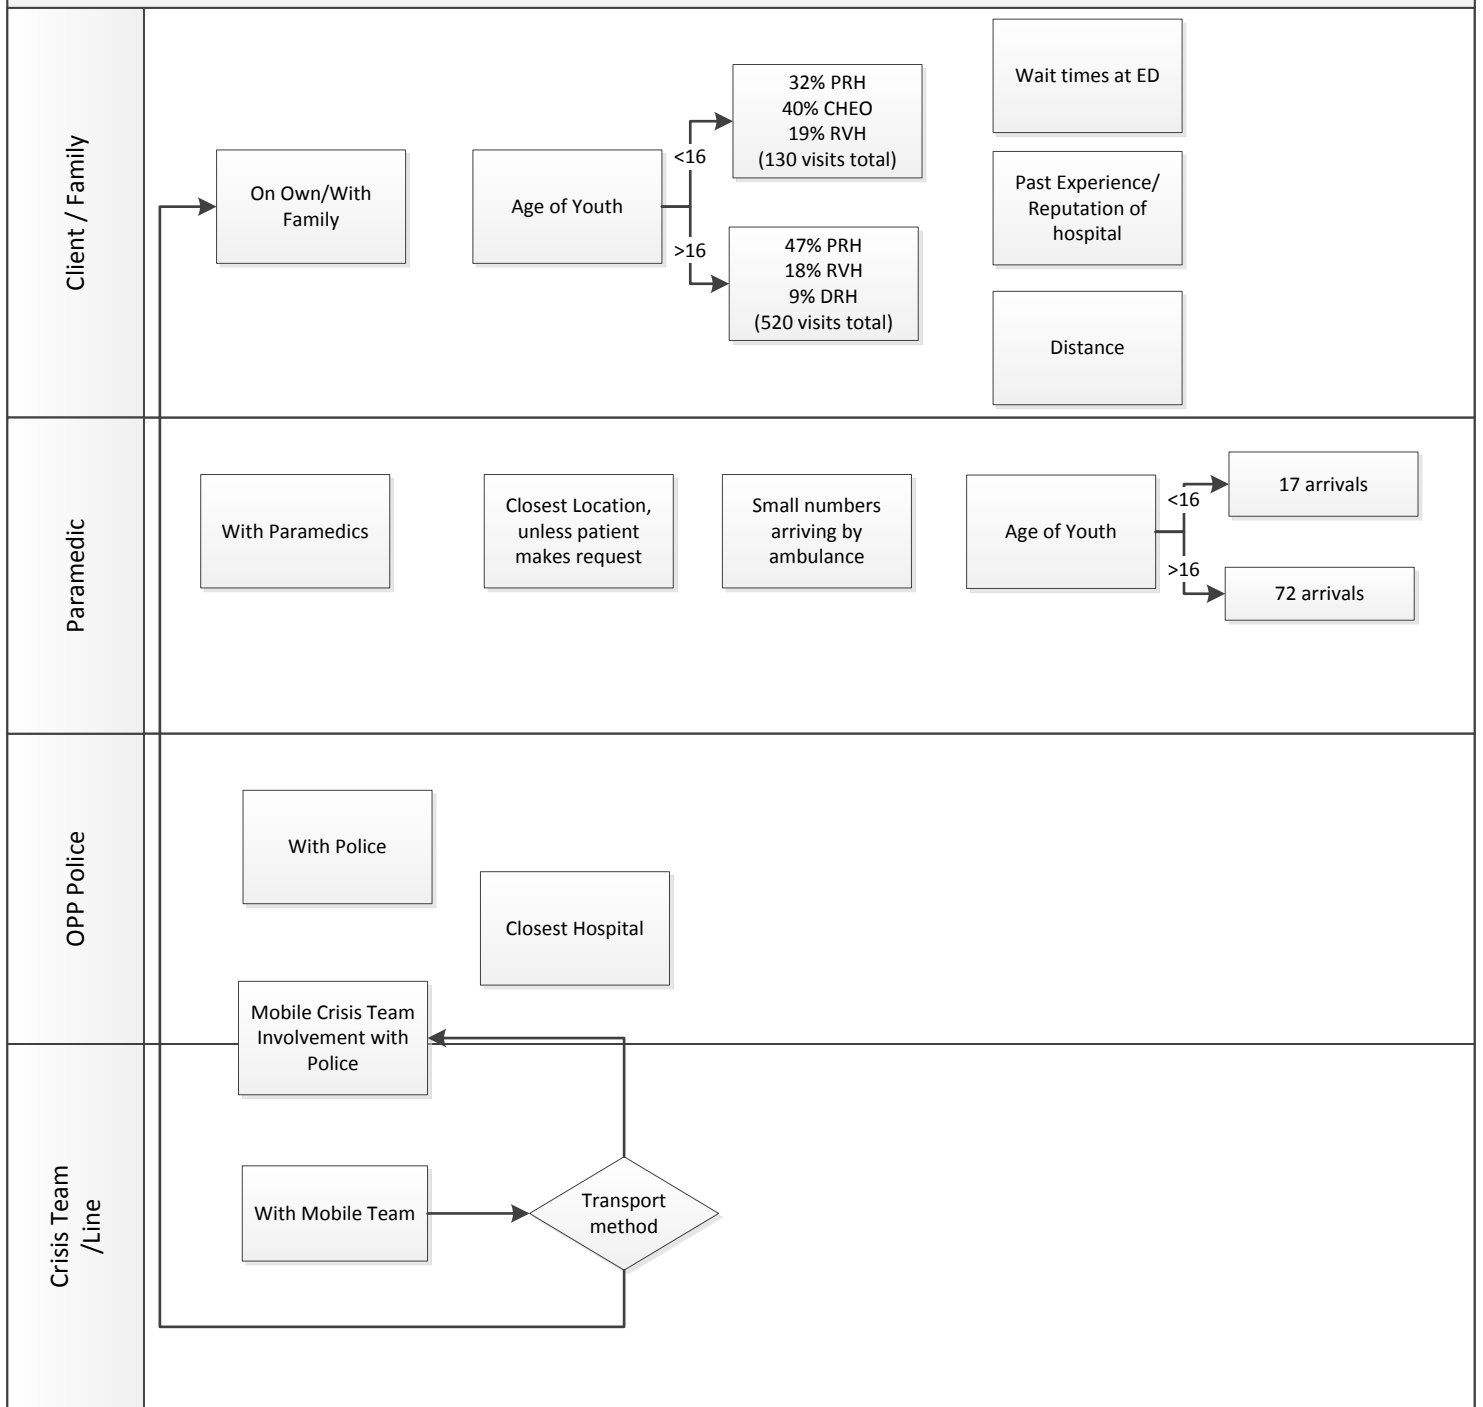 Client / Family
On Own/With
Family
Age of Youth
<16
>16
32% PRH
40% CHEO
19% RVH
(130 visits total)
47% PRH
18% RVH
9% DRH
(520 visits total)
Wait times at ED
Past Experience/
Reputation of
hospital
Distance
Paramedic
With Paramedics
Closest Location,
unless patient
makes request
Small numbers
arriving by
ambulance
Age of Youth
<16
>16
17 arrivals
72 arrivals
OPP Police
With Police
Closest Hospital
Mobile Crisis Team
Involvement with
Police
Crisis Team
/Line
With Mobile Team
Transport
method